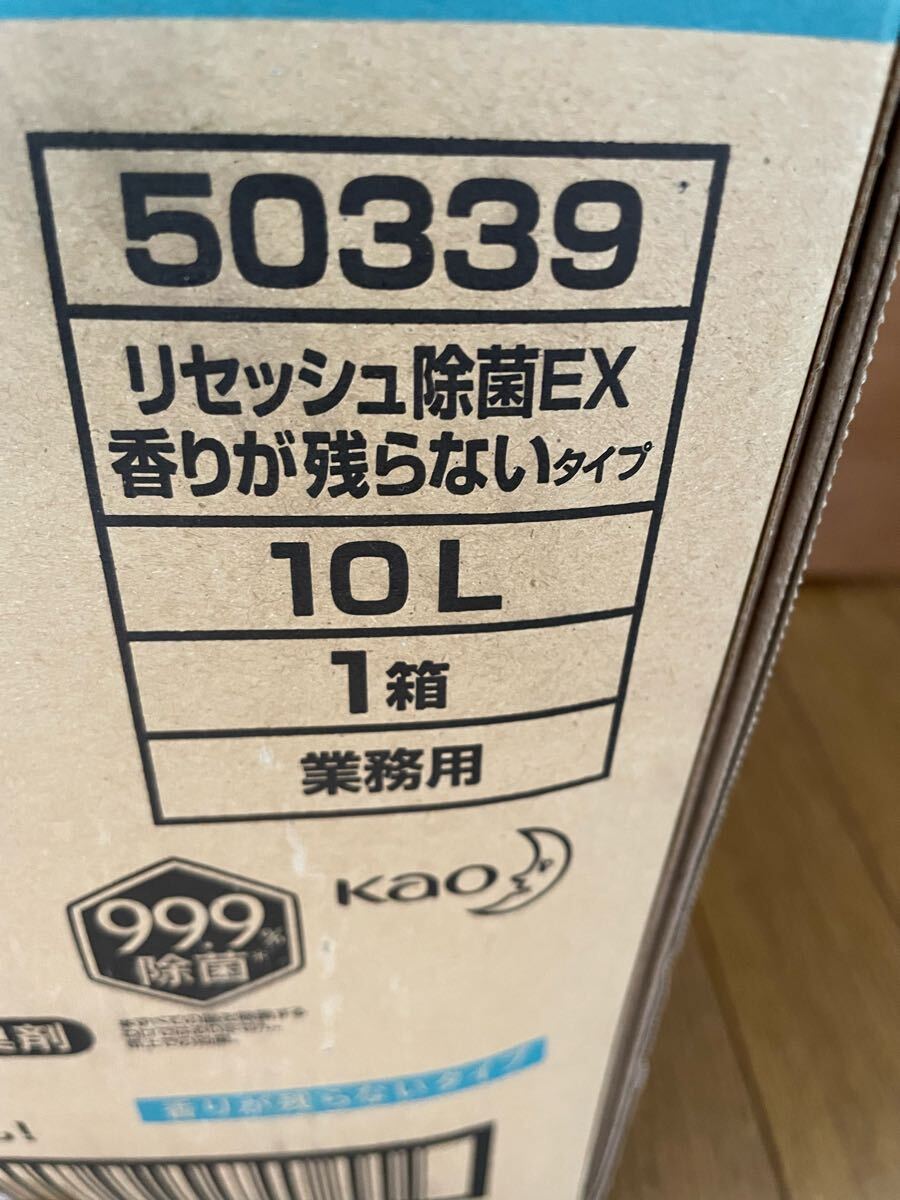 50339
リセッシュ除菌EX
香りが残らないタイプ
10L
1箱
業務用
Kao
99.9%
除菌*
臭剤
香りが残らないタイプ